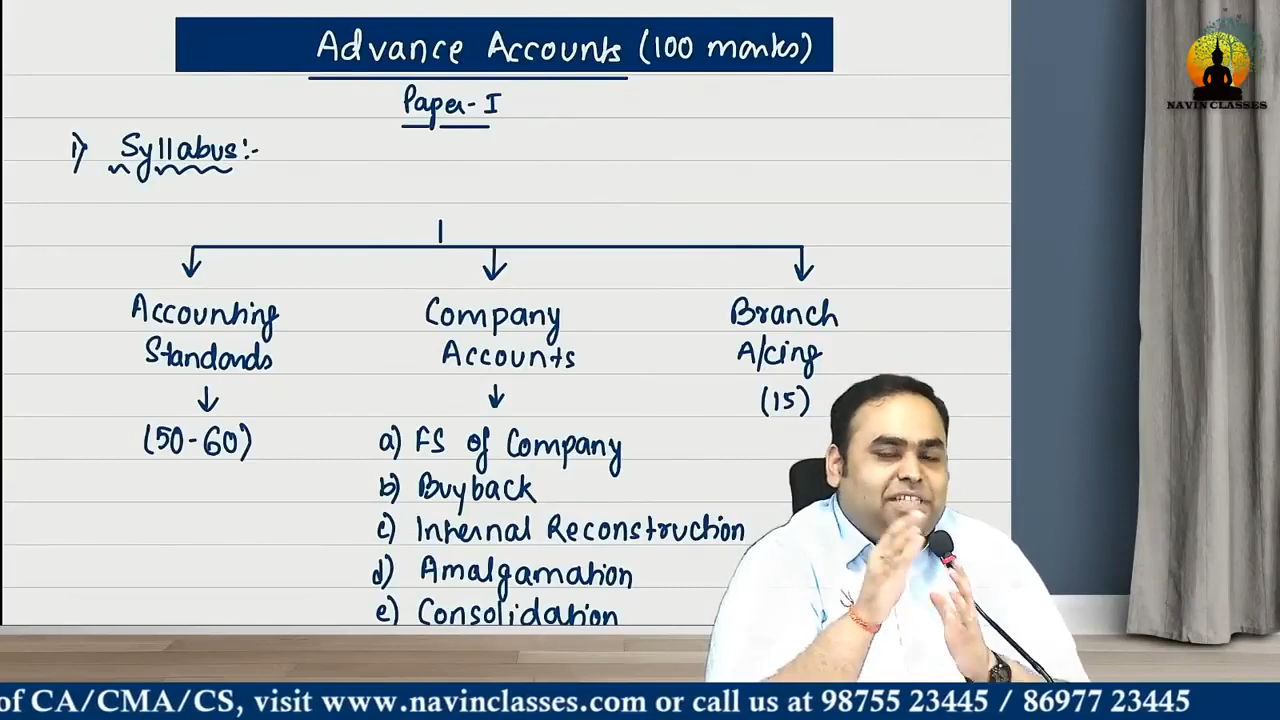 Advance Accounts (100 marks)
Paper-I
NAVIN CLASSES
1) Syllabus:-
Accounting
Standards
(50-60)
Company
Accounts
a) FS of Company
b) Buyback
c) Internal Reconstruction
d) Amalgamation
e) Consolidation
Branch
A/cing
(15)
of CA/CMA/CS, visit www.navinclasses.com or call us at 98755 23445 / 86977 23445